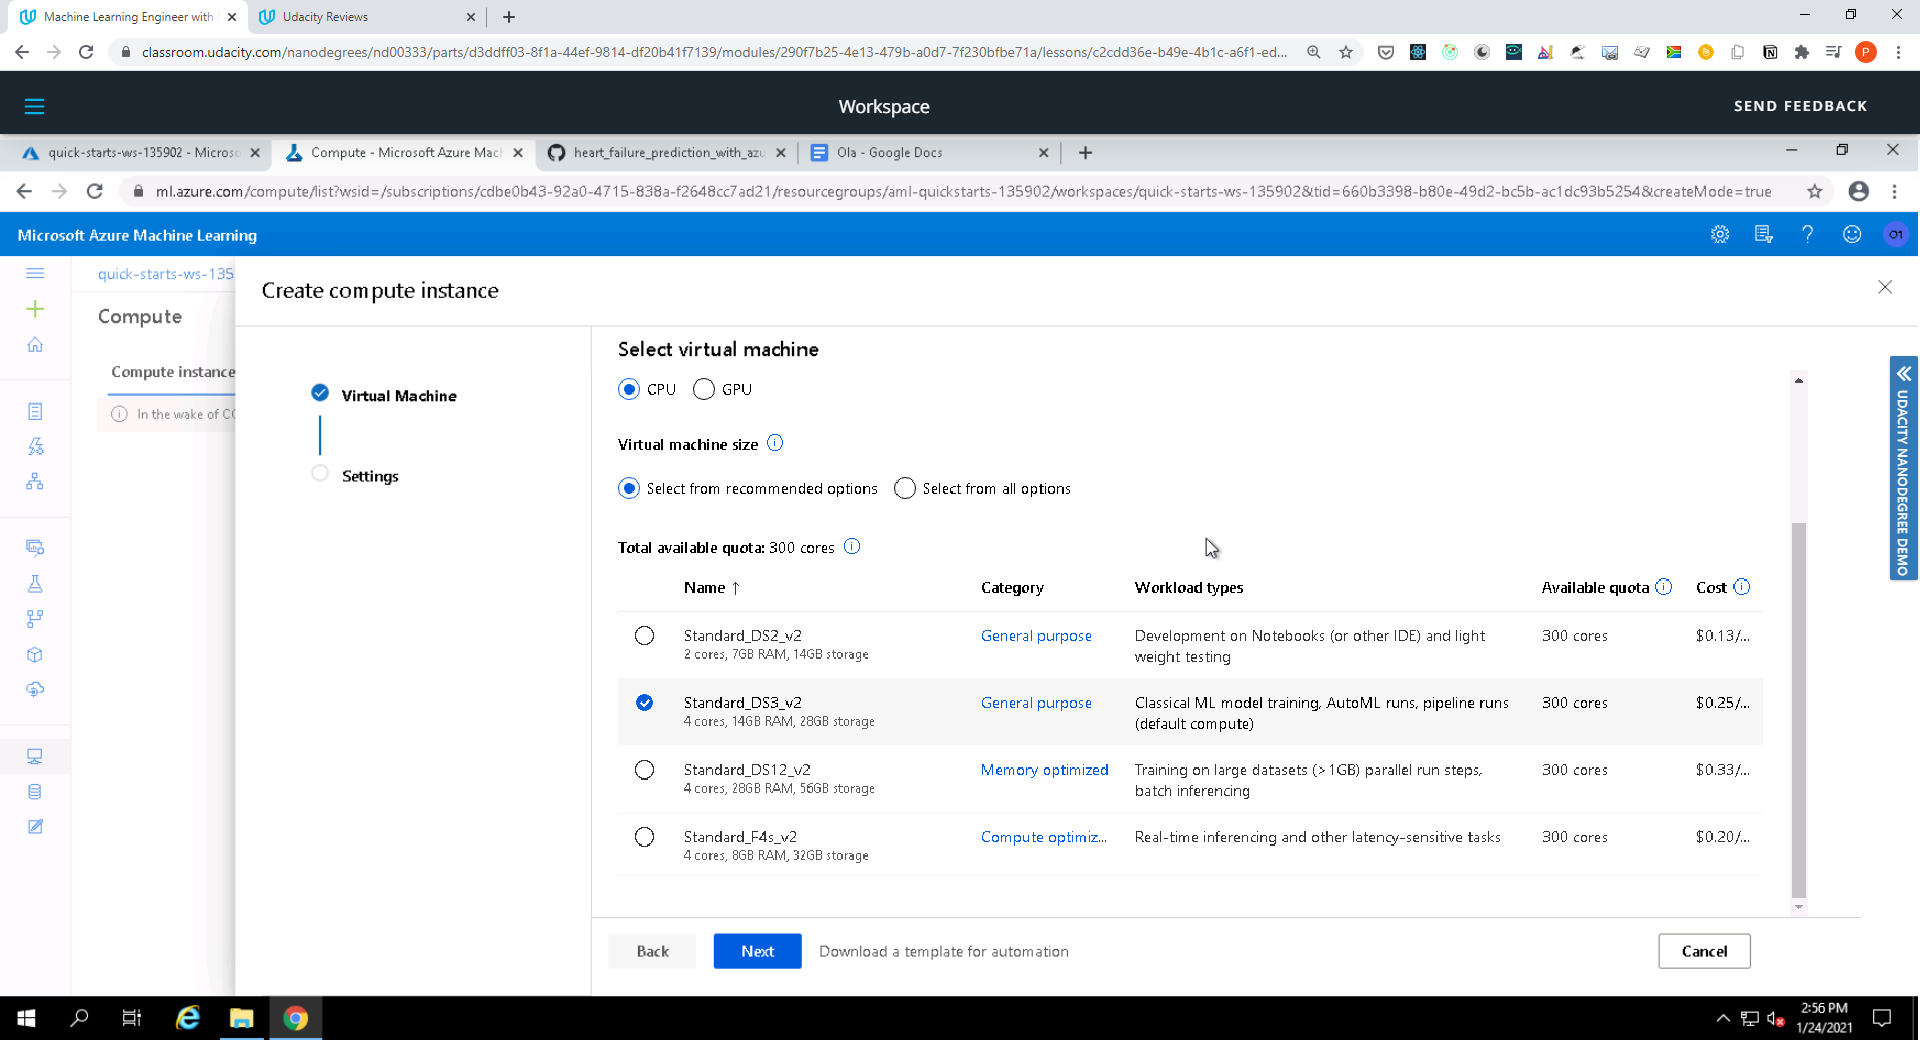 Machine Learning Engineer with
Udacity Reviews
classroom.udacity.com/nanodegrees/nd00333/parts/d3ddff03-8f1a-44ef-9814-df20b41f7139/modules/290f7b25-4e13-479b-a0d7-7f230bfbe71a/lessons/c2cdd36e-b49e-4b1c-a6f1-ed...
P
Workspace
SEND FEEDBACK
quick-starts-ws-135902 - Microso
Compute - Microsoft Azure Mac
heart_failure_prediction_with_azu
Ola - Google Docs
ml.azure.com/compute/list?wsid=/subscriptions/cdbe0b43-92a0-4715-838a-f2648cc7ad21/resourcegroups/aml-quickstarts-135902/workspaces/quick-starts-ws-135902&tid=660b3398-b80e-49d2-bc5b-ac1dc93b5254&createMode=true
Microsoft Azure Machine Learning
O1
quick-starts-ws-135
Compute
Compute instance
In the wake of CO
Create compute instance
Virtual Machine
Settings
Select virtual machine
CPU GPU
Virtual machine size
Select from recommended options Select from all options
Total available quota: 300 cores
Name ↑ Category Workload types Available quota Cost
Standard_DS2_v2 General purpose Development on Notebooks (or other IDE) and light 300 cores $0.13/...
2 cores, 7GB RAM, 14GB storage weight testing
Standard_DS3_v2 General purpose Classical ML model training, AutoML runs, pipeline runs 300 cores $0.25/...
4 cores, 14GB RAM, 28GB storage (default compute)
Standard_DS12_v2 Memory optimized Training on large datasets (>1GB) parallel run steps, 300 cores $0.33/...
4 cores, 28GB RAM, 56GB storage batch inferencing
Standard_F4s_v2 Compute optimiz... Real-time inferencing and other latency-sensitive tasks 300 cores $0.20/...
4 cores, 8GB RAM, 32GB storage
Back Next Download a template for automation Cancel
UDACITY NANODEGREE DEMO
2:56 PM
1/24/2021